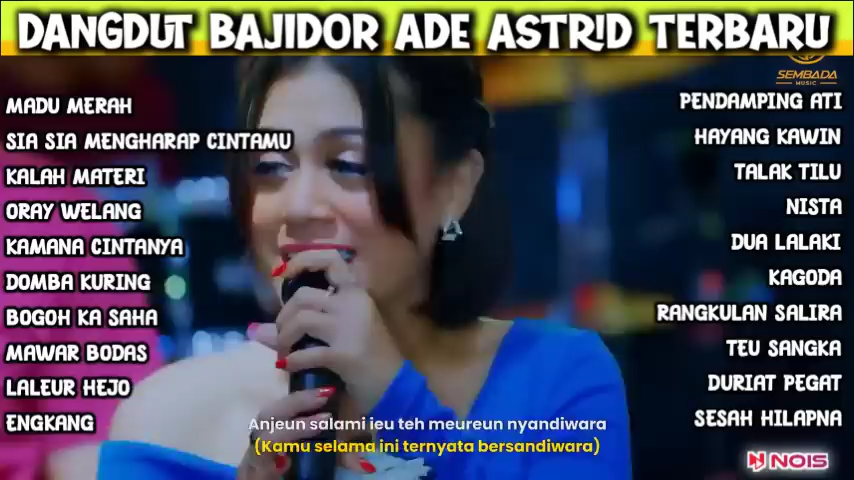 DANGDUT BAJIDOR ADE ASTRID TERBARU
SEMBADA
MUSIC
MADU MERAH
SIA SIA MENGHARAP CINTAMU
KALAH MATERI
ORAY WELANG
KAMANA CINTANYA
DOMBA KURING
BOGOH KA SAHA
MAWAR BODAS
LALEUR HEJO
ENGKANG
PENDAMPING ATI
HAYANG KAWIN
TALAK TILU
NISTA
DUA LALAKI
KAGODA
RANGKULAN SALIRA
TEU SANGKA
DURIAT PEGAT
SESAH HILAPNA
Anjeun salami ieu teh meureun nyandiwara
(Kamu selama ini ternyata bersandiwara)
NOIS